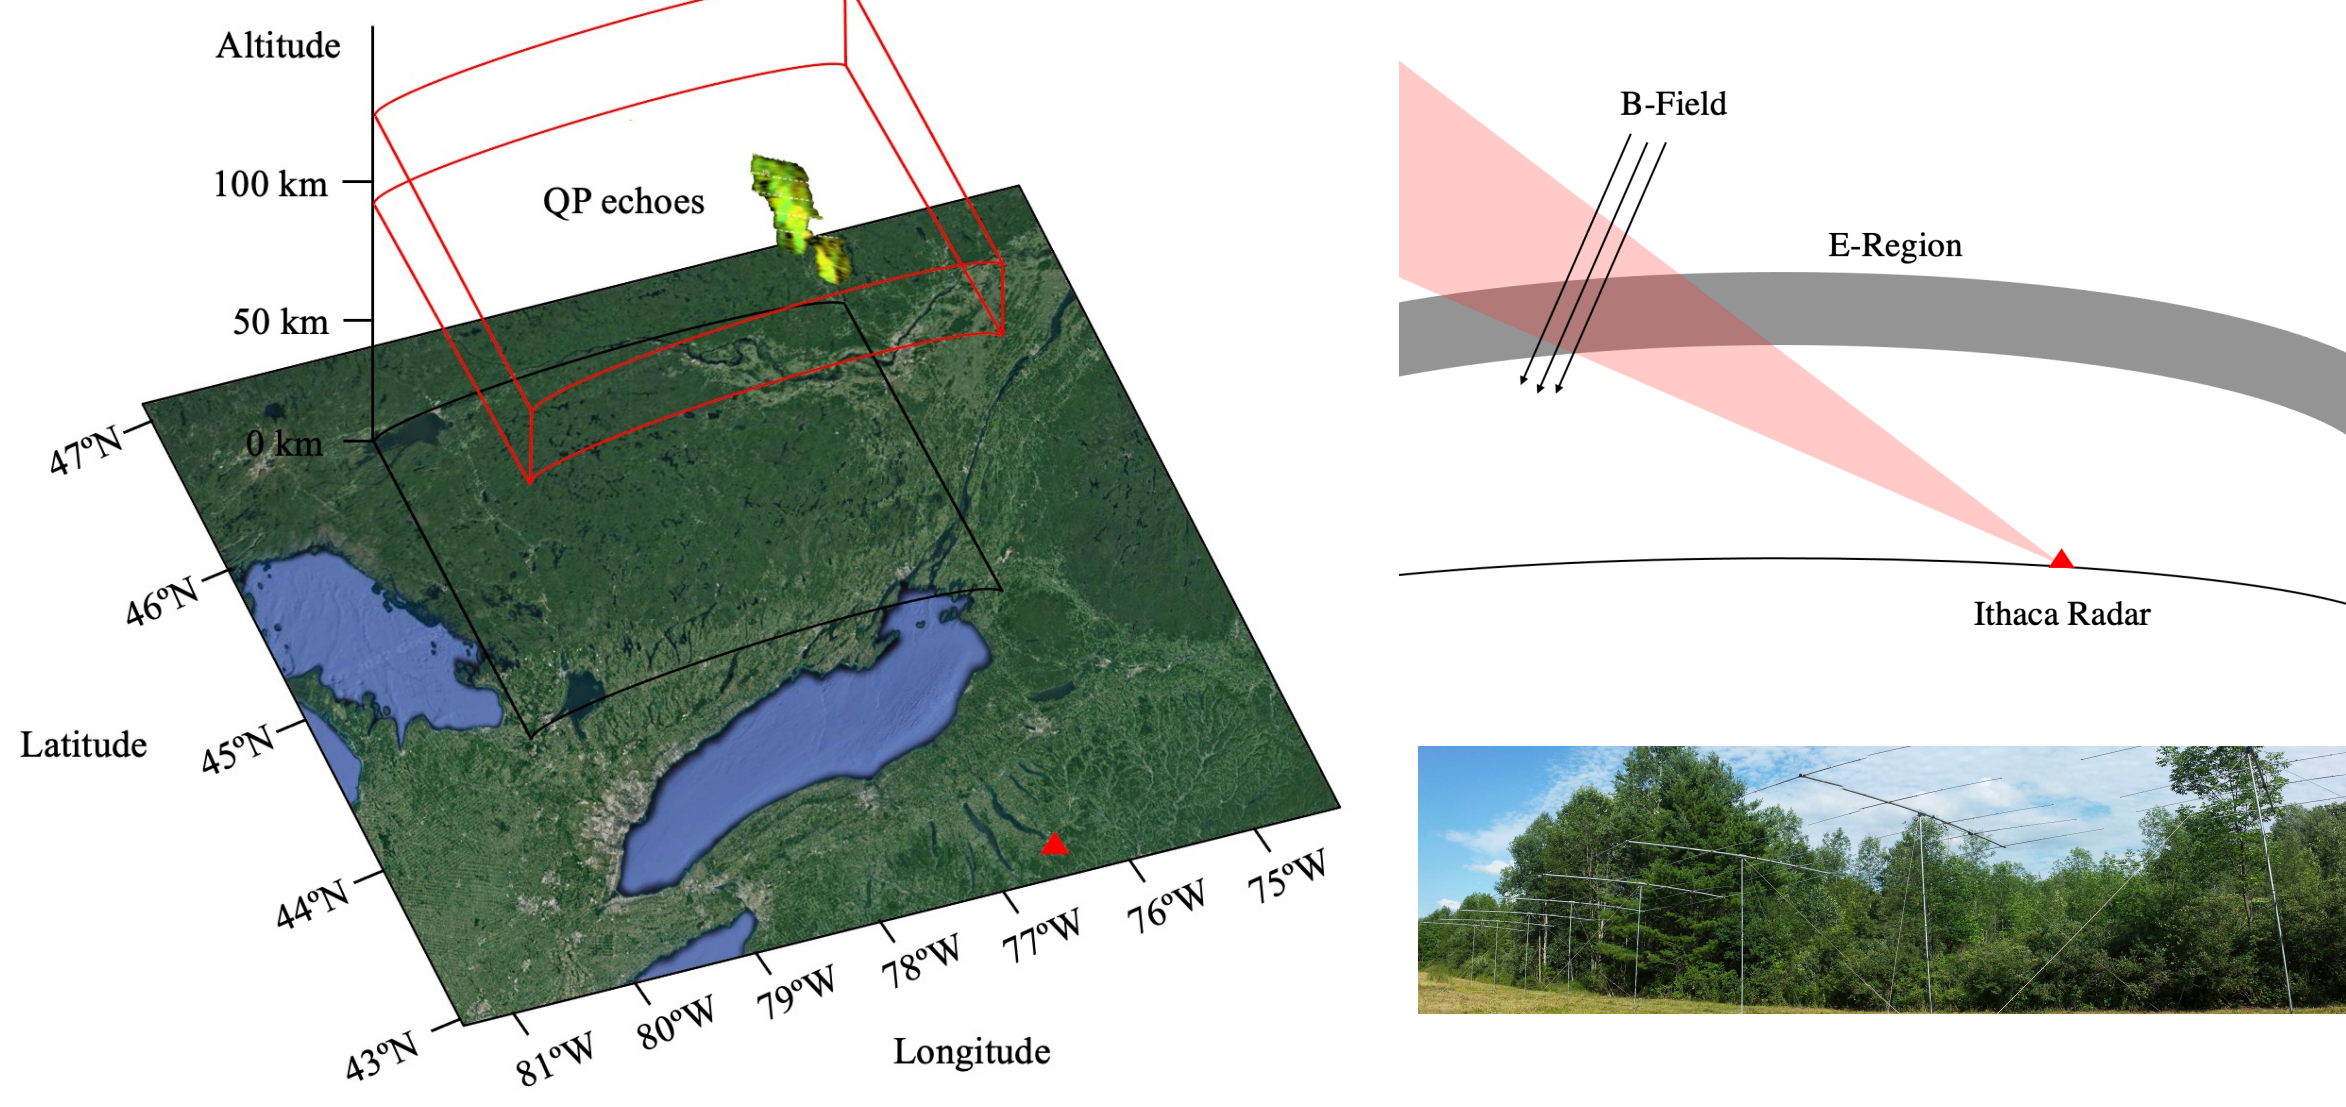 Altitude
100 km
50 km
0 km
QP echoes
47°N
46°N
45°N
44°N
43°N
Latitude
81°W
80°W
79°W
78°W
77°W
76°W
75°W
Longitude
B-Field
E-Region
Ithaca Radar